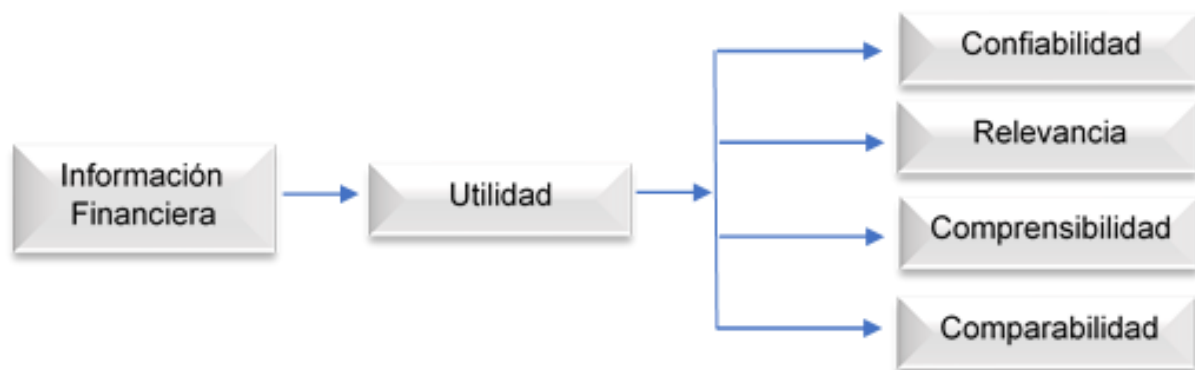 Información
Financiera
Utilidad
Confiabilidad
Relevancia
Comprensibilidad
Comparabilidad